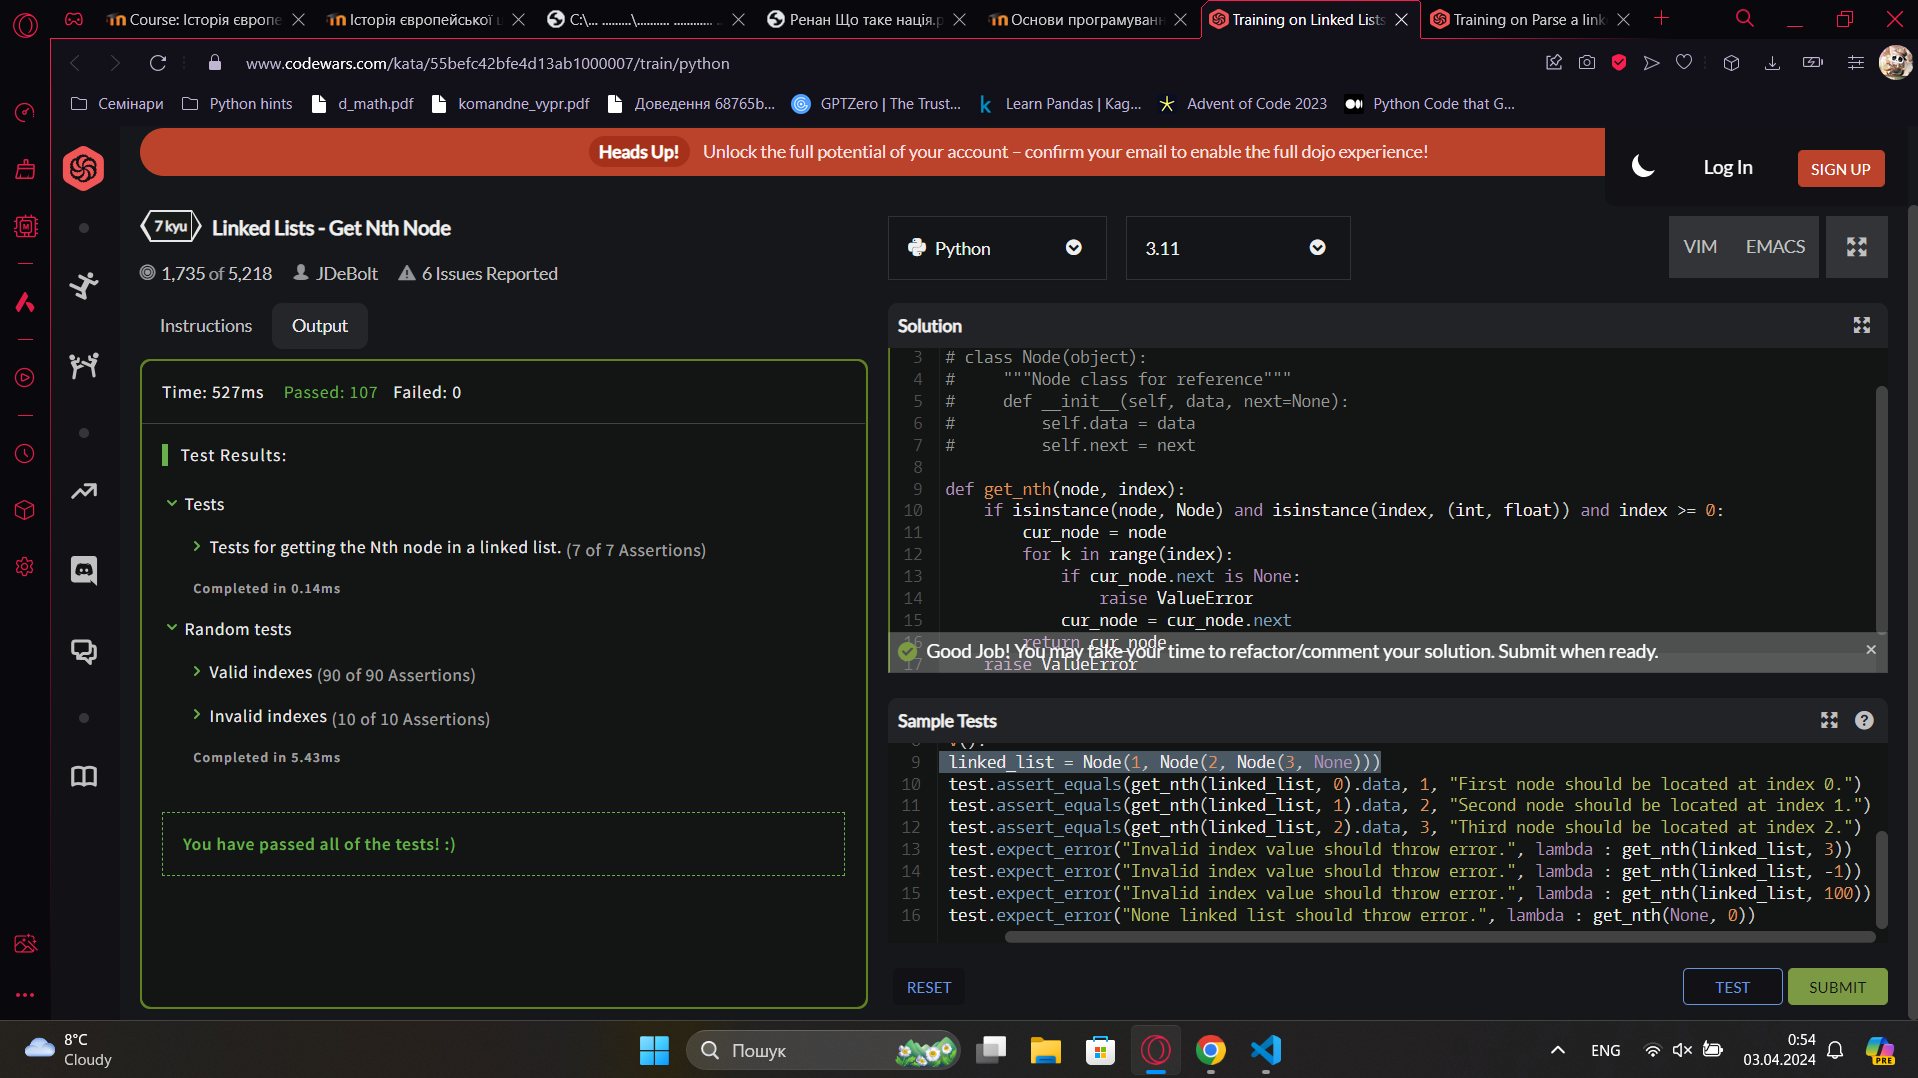 Course: Історія європе
Історія європейської ц
C:\... .........\.......... ............ ..
Ренан Що таке нація.р
Основи програмуванн
Training on Linked Lists
Training on Parse a link
www.codewars.com/kata/55befc42bfe4d13ab1000007/train/python
Семінари
Python hints
d_math.pdf
komandne_vypr.pdf
Доведення 68765b...
GPTZero | The Trust...
Learn Pandas | Kag...
Advent of Code 2023
Python Code that G...
Heads Up! Unlock the full potential of your account – confirm your email to enable the full dojo experience!
Log In
SIGN UP
7 kyu
Linked Lists - Get Nth Node
1,735 of 5,218
JDeBolt
6 Issues Reported
Python
3.11
VIM
EMACS
Instructions
Output
Time: 527ms Passed: 107 Failed: 0
Test Results:
Tests
Tests for getting the Nth node in a linked list. (7 of 7 Assertions)
Completed in 0.14ms
Random tests
Valid indexes (90 of 90 Assertions)
Invalid indexes (10 of 10 Assertions)
Completed in 5.43ms
You have passed all of the tests! :)
Solution
3 # class Node(object):
4 #     """Node class for reference"""
5 #     def __init__(self, data, next=None):
6 #         self.data = data
7 #         self.next = next
8
9 def get_nth(node, index):
10     if isinstance(node, Node) and isinstance(index, (int, float)) and index >= 0:
11         cur_node = node
12         for k in range(index):
13             if cur_node.next is None:
14                 raise ValueError
15             cur_node = cur_node.next
16         return cur_node
17     raise ValueError
Good Job! You may take your time to refactor/comment your solution. Submit when ready.
Sample Tests
9 linked_list = Node(1, Node(2, Node(3, None)))
10 test.assert_equals(get_nth(linked_list, 0).data, 1, "First node should be located at index 0.")
11 test.assert_equals(get_nth(linked_list, 1).data, 2, "Second node should be located at index 1.")
12 test.assert_equals(get_nth(linked_list, 2).data, 3, "Third node should be located at index 2.")
13 test.expect_error("Invalid index value should throw error.", lambda : get_nth(linked_list, 3))
14 test.expect_error("Invalid index value should throw error.", lambda : get_nth(linked_list, -1))
15 test.expect_error("Invalid index value should throw error.", lambda : get_nth(linked_list, 100))
16 test.expect_error("None linked list should throw error.", lambda : get_nth(None, 0))
RESET
TEST
SUBMIT
8°C
Cloudy
Пошук
ENG
0:54
03.04.2024
PRE